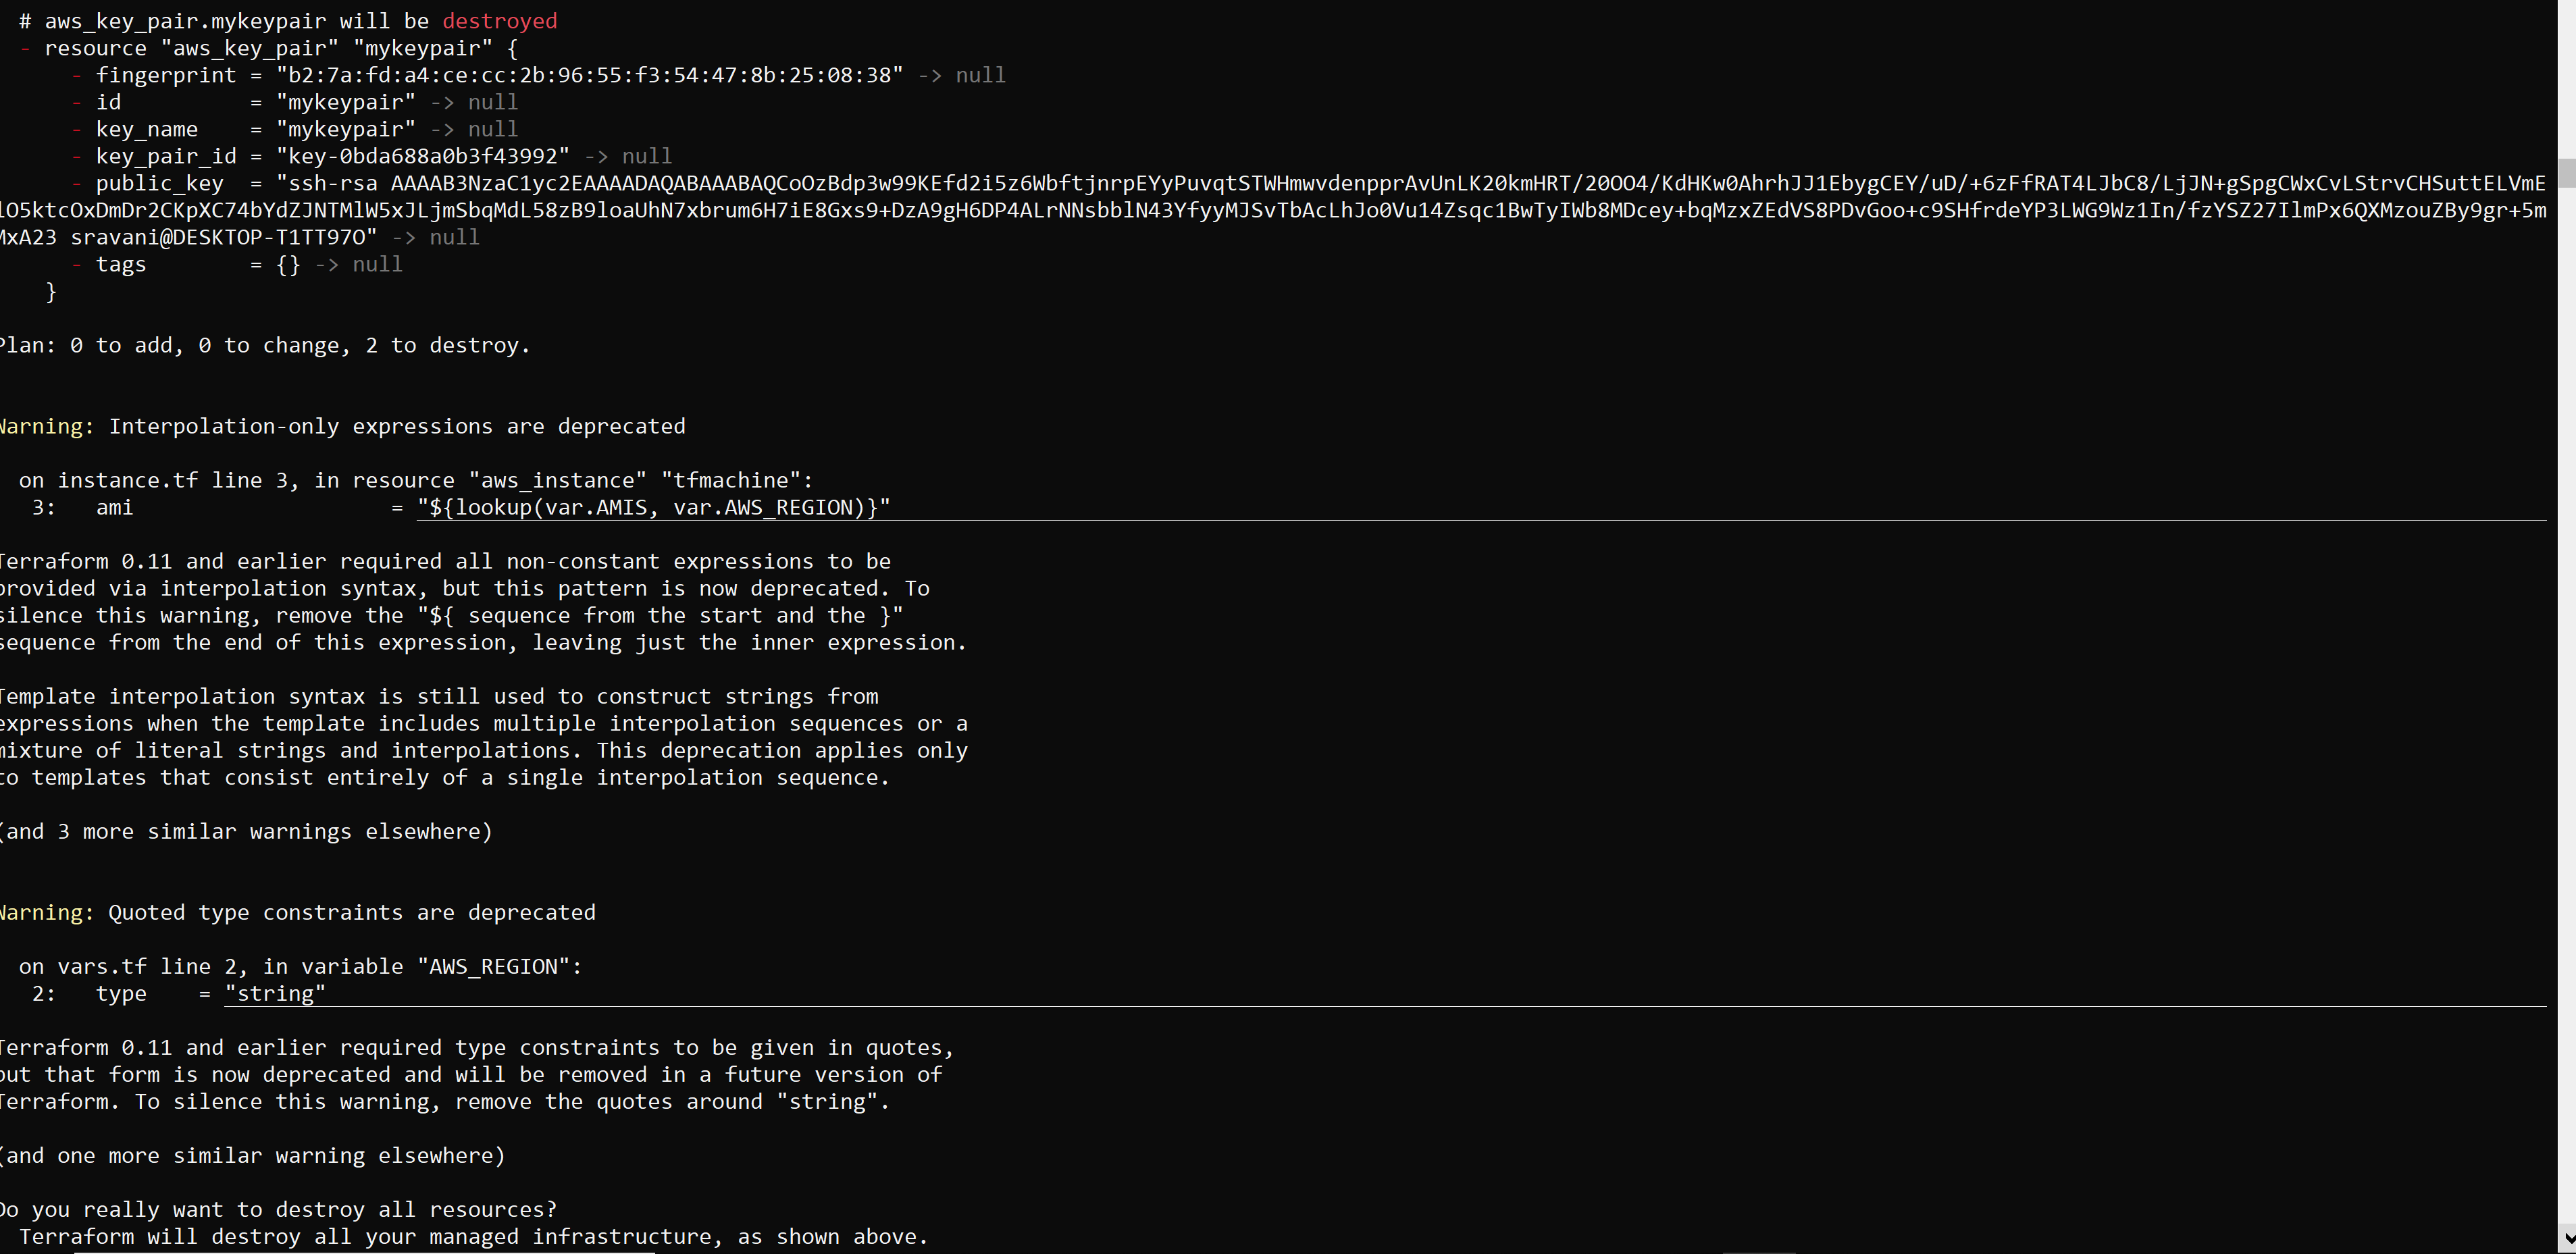 # aws_key_pair.mykeypair will be destroyed
- resource "aws_key_pair" "mykeypair" {
- fingerprint = "b2:7a:fd:a4:ce:cc:2b:96:55:f3:54:47:8b:25:08:38" -> null
- id = "mykeypair" -> null
- key_name = "mykeypair" -> null
- key_pair_id = "key-0bda688a0b3f43992" -> null
- public_key = "ssh-rsa AAAAB3NzaC1yc2EAAAADAQABAAABAQCoOzBdp3w99KEfd2i5z6WbftjnrpEYyPuvqtSTWHmwvdenpprAvUnLK20kmHRT/20OO4/KdHKw0AhrhJJ1EbygCEY/uD/+6zFfRAT4LJbC8/LjJN+gSpgCWxCvLStrvCHSuttELVmE
lO5ktcOxDmDr2CKpXC74bYdZJNTMlW5xJLjmSbqMdL58zB9loaUhN7xbrum6H7iE8Gxs9+DzA9gH6DP4ALrNNsbblN43YfyyMJSvTbAcLhJo0Vu14Zsqc1BwTyIWb8MDcey+bqMzxZEdVS8PDvGoo+c9SHfrdeYP3LWG9Wz1In/fzYSZ27IlmPx6QXMzouZBy9gr+5m
MxA23 sravani@DESKTOP-T1TT97O" -> null
- tags = {} -> null
}
Plan: 0 to add, 0 to change, 2 to destroy.
Warning: Interpolation-only expressions are deprecated
on instance.tf line 3, in resource "aws_instance" "tfmachine":
3: ami = "${lookup(var.AMIS, var.AWS_REGION)}"
Terraform 0.11 and earlier required all non-constant expressions to be
provided via interpolation syntax, but this pattern is now deprecated. To
silence this warning, remove the "${ sequence from the start and the }"
sequence from the end of this expression, leaving just the inner expression.
Template interpolation syntax is still used to construct strings from
expressions when the template includes multiple interpolation sequences or a
mixture of literal strings and interpolations. This deprecation applies only
to templates that consist entirely of a single interpolation sequence.
(and 3 more similar warnings elsewhere)
Warning: Quoted type constraints are deprecated
on vars.tf line 2, in variable "AWS_REGION":
2: type = "string"
Terraform 0.11 and earlier required type constraints to be given in quotes,
but that form is now deprecated and will be removed in a future version of
Terraform. To silence this warning, remove the quotes around "string".
(and one more similar warning elsewhere)
Do you really want to destroy all resources?
Terraform will destroy all your managed infrastructure, as shown above.